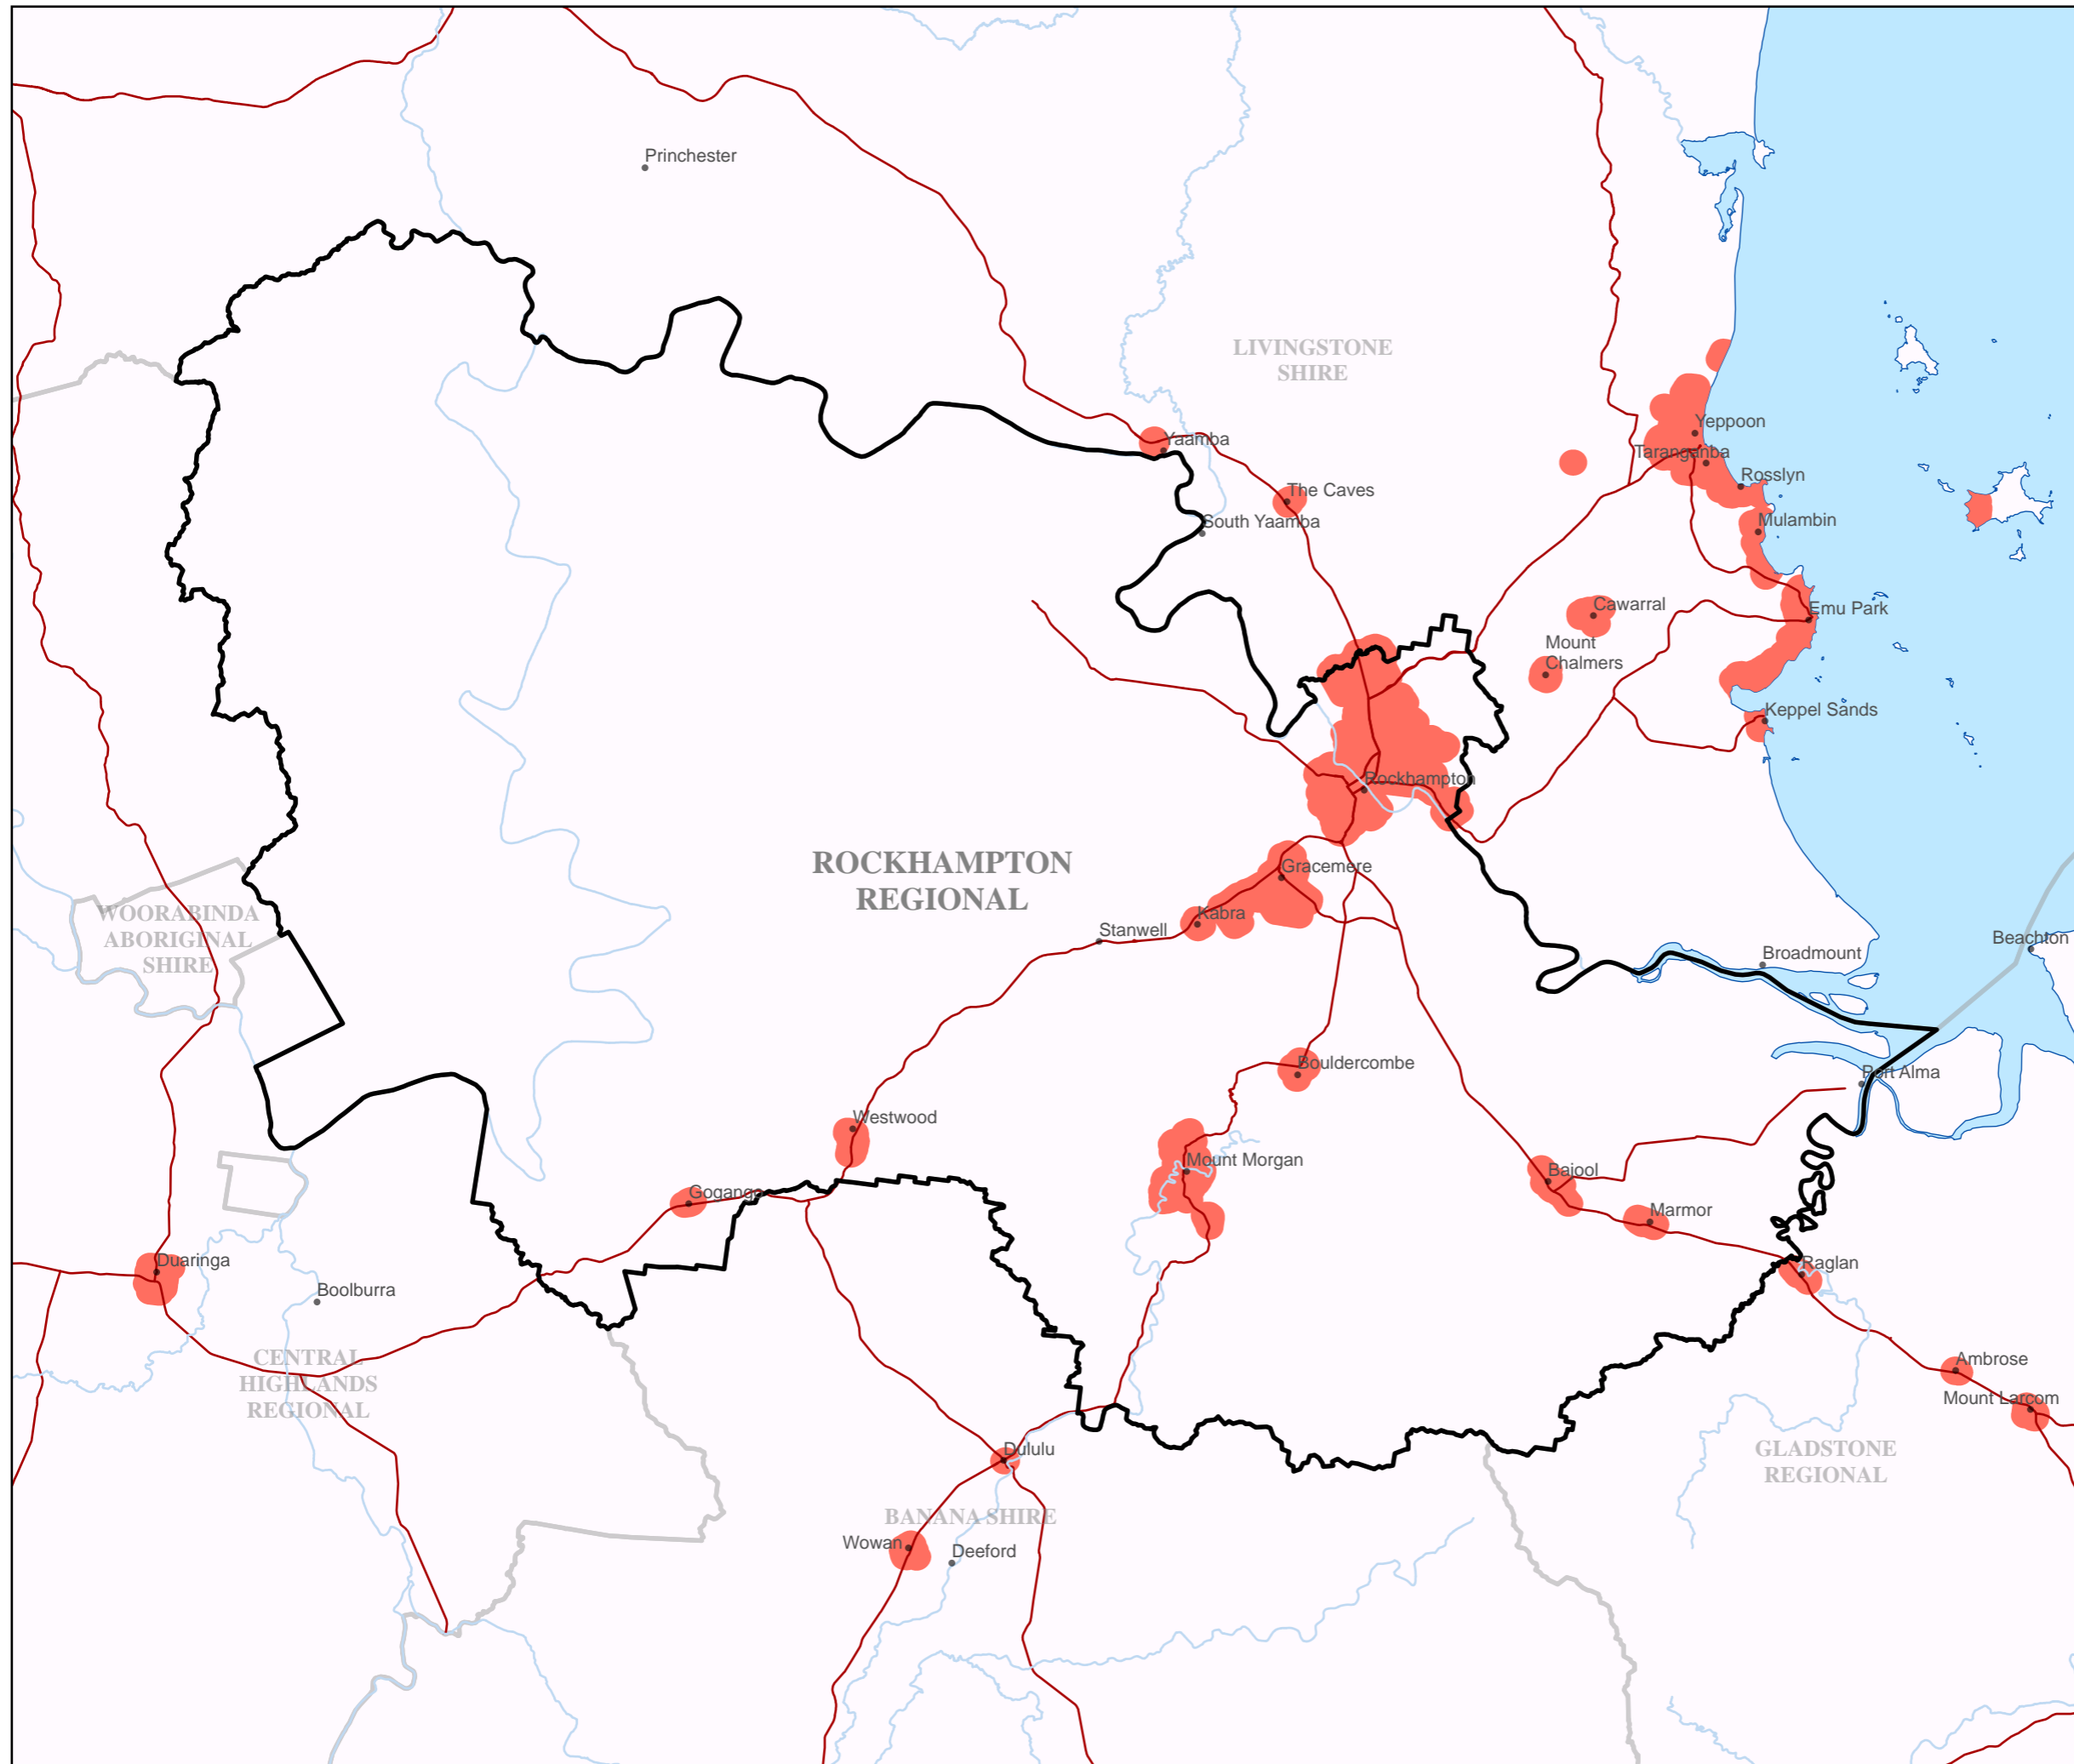 Princhester
LIVINGSTONE
SHIRE
Yeppoon
Yaamba
Taranganba
Rosslyn
The Caves
South Yaamba
Mulambin
Cawarral
Emu Park
Mount
Chalmers
Keppel Sands
Rockhampton
ROCKHAMPTON
REGIONAL
Gracemere
Kabra
Stanwell
WOORABINDA
ABORIGINAL
SHIRE
Broadmount
Beachton
Bouldercombe
Port Alma
Westwood
Mount Morgan
Bajool
Gogango
Marmor
Duaringa
Raglan
Boolburra
CENTRAL
HIGHLANDS
REGIONAL
Ambrose
Mount Larcom
Dululu
GLADSTONE
REGIONAL
BANANA SHIRE
Wowan
Deeford